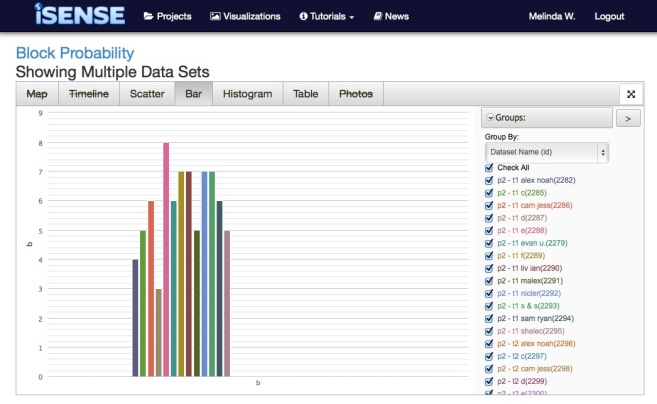 iSENSE Projects Visualizations Tutorials News Melinda W. Logout
Block Probability
Showing Multiple Data Sets
Map Timeline Scatter Bar Histogram Table Photos
Groups: >
Group By:
Dataset Name (id)
Check All
p2 - t1 alex noah(2282)
p2 - t1 c(2285)
p2 - t1 cam jess(2286)
p2 - t1 d(2287)
p2 - t1 e(2288)
p2 - t1 evan u.(2279)
p2 - t1 f(2289)
p2 - t1 liv ian(2290)
p2 - t1 malex(2291)
p2 - t1 nicler(2292)
p2 - t1 s & s(2293)
p2 - t1 sam ryan(2294)
p2 - t1 shalec(2295)
p2 - t2 alex noah(2296)
p2 - t2 c(2297)
p2 - t2 cam jess(2298)
p2 - t2 d(2299)
p2 - t2 e(2300)
9
8
7
6
5
b
4
3
2
1
0
b